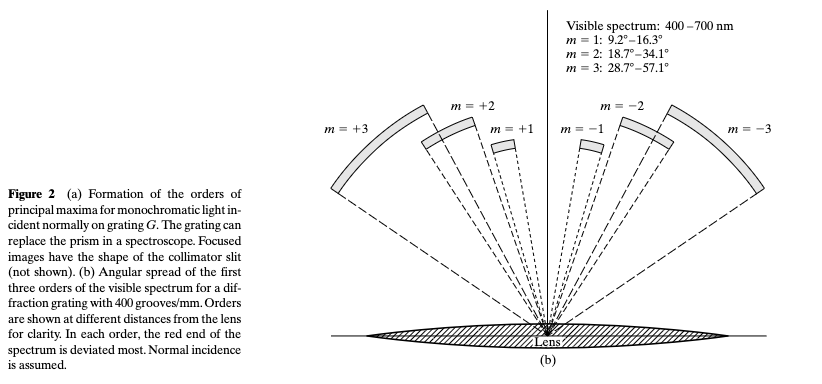 Visible spectrum: 400–700 nm
m = 1: 9.2°–16.3°
m = 2: 18.7°–34.1°
m = 3: 28.7°–57.1°
m = +2
m = −2
m = +3
m = +1
m = −1
m = −3
Figure 2 (a) Formation of the orders of
principal maxima for monochromatic light in-
cident normally on grating G. The grating can
replace the prism in a spectroscope. Focused
images have the shape of the collimator slit
(not shown). (b) Angular spread of the first
three orders of the visible spectrum for a dif-
fraction grating with 400 grooves/mm. Orders
are shown at different distances from the lens
for clarity. In each order, the red end of the
spectrum is deviated most. Normal incidence
is assumed.
Lens
(b)